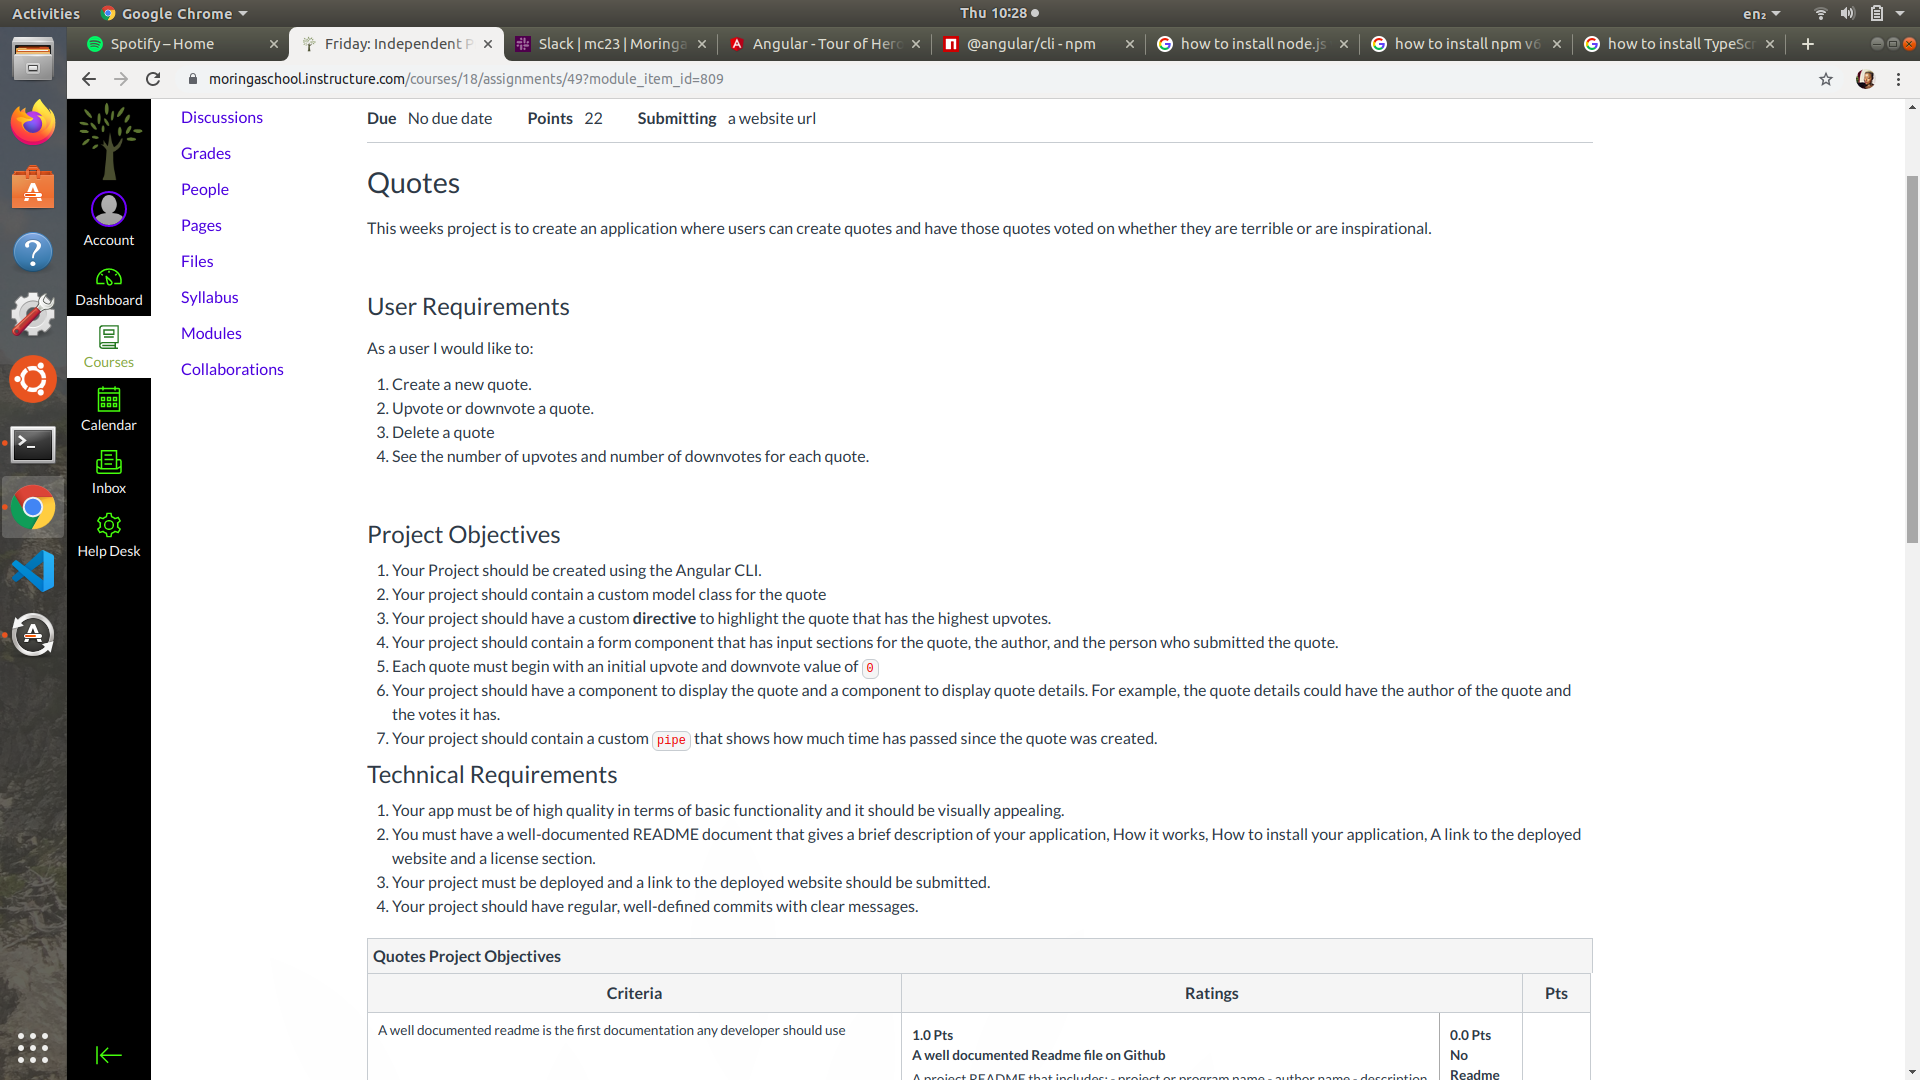 Activities Google Chrome Thu 10:28 en₂
Spotify – Home
Friday: Independent P
Slack | mc23 | Moringa
Angular - Tour of Hero
@angular/cli - npm
how to install node.js
how to install npm v6
how to install TypeScr
moringaschool.instructure.com/courses/18/assignments/49?module_item_id=809
Account
Dashboard
Courses
Calendar
Inbox
Help Desk
Discussions
Grades
People
Pages
Files
Syllabus
Modules
Collaborations
Due No due date Points 22 Submitting a website url
Quotes
This weeks project is to create an application where users can create quotes and have those quotes voted on whether they are terrible or are inspirational.
User Requirements
As a user I would like to:
1. Create a new quote.
2. Upvote or downvote a quote.
3. Delete a quote
4. See the number of upvotes and number of downvotes for each quote.
Project Objectives
1. Your Project should be created using the Angular CLI.
2. Your project should contain a custom model class for the quote
3. Your project should have a custom directive to highlight the quote that has the highest upvotes.
4. Your project should contain a form component that has input sections for the quote, the author, and the person who submitted the quote.
5. Each quote must begin with an initial upvote and downvote value of 0
6. Your project should have a component to display the quote and a component to display quote details. For example, the quote details could have the author of the quote and
the votes it has.
7. Your project should contain a custom pipe that shows how much time has passed since the quote was created.
Technical Requirements
1. Your app must be of high quality in terms of basic functionality and it should be visually appealing.
2. You must have a well-documented README document that gives a brief description of your application, How it works, How to install your application, A link to the deployed
website and a license section.
3. Your project must be deployed and a link to the deployed website should be submitted.
4. Your project should have regular, well-defined commits with clear messages.
Quotes Project Objectives
Criteria Ratings Pts
A well documented readme is the first documentation any developer should use
1.0 Pts
A well documented Readme file on Github
A project README that includes: - project or program name - author name - description
0.0 Pts
No
Readme